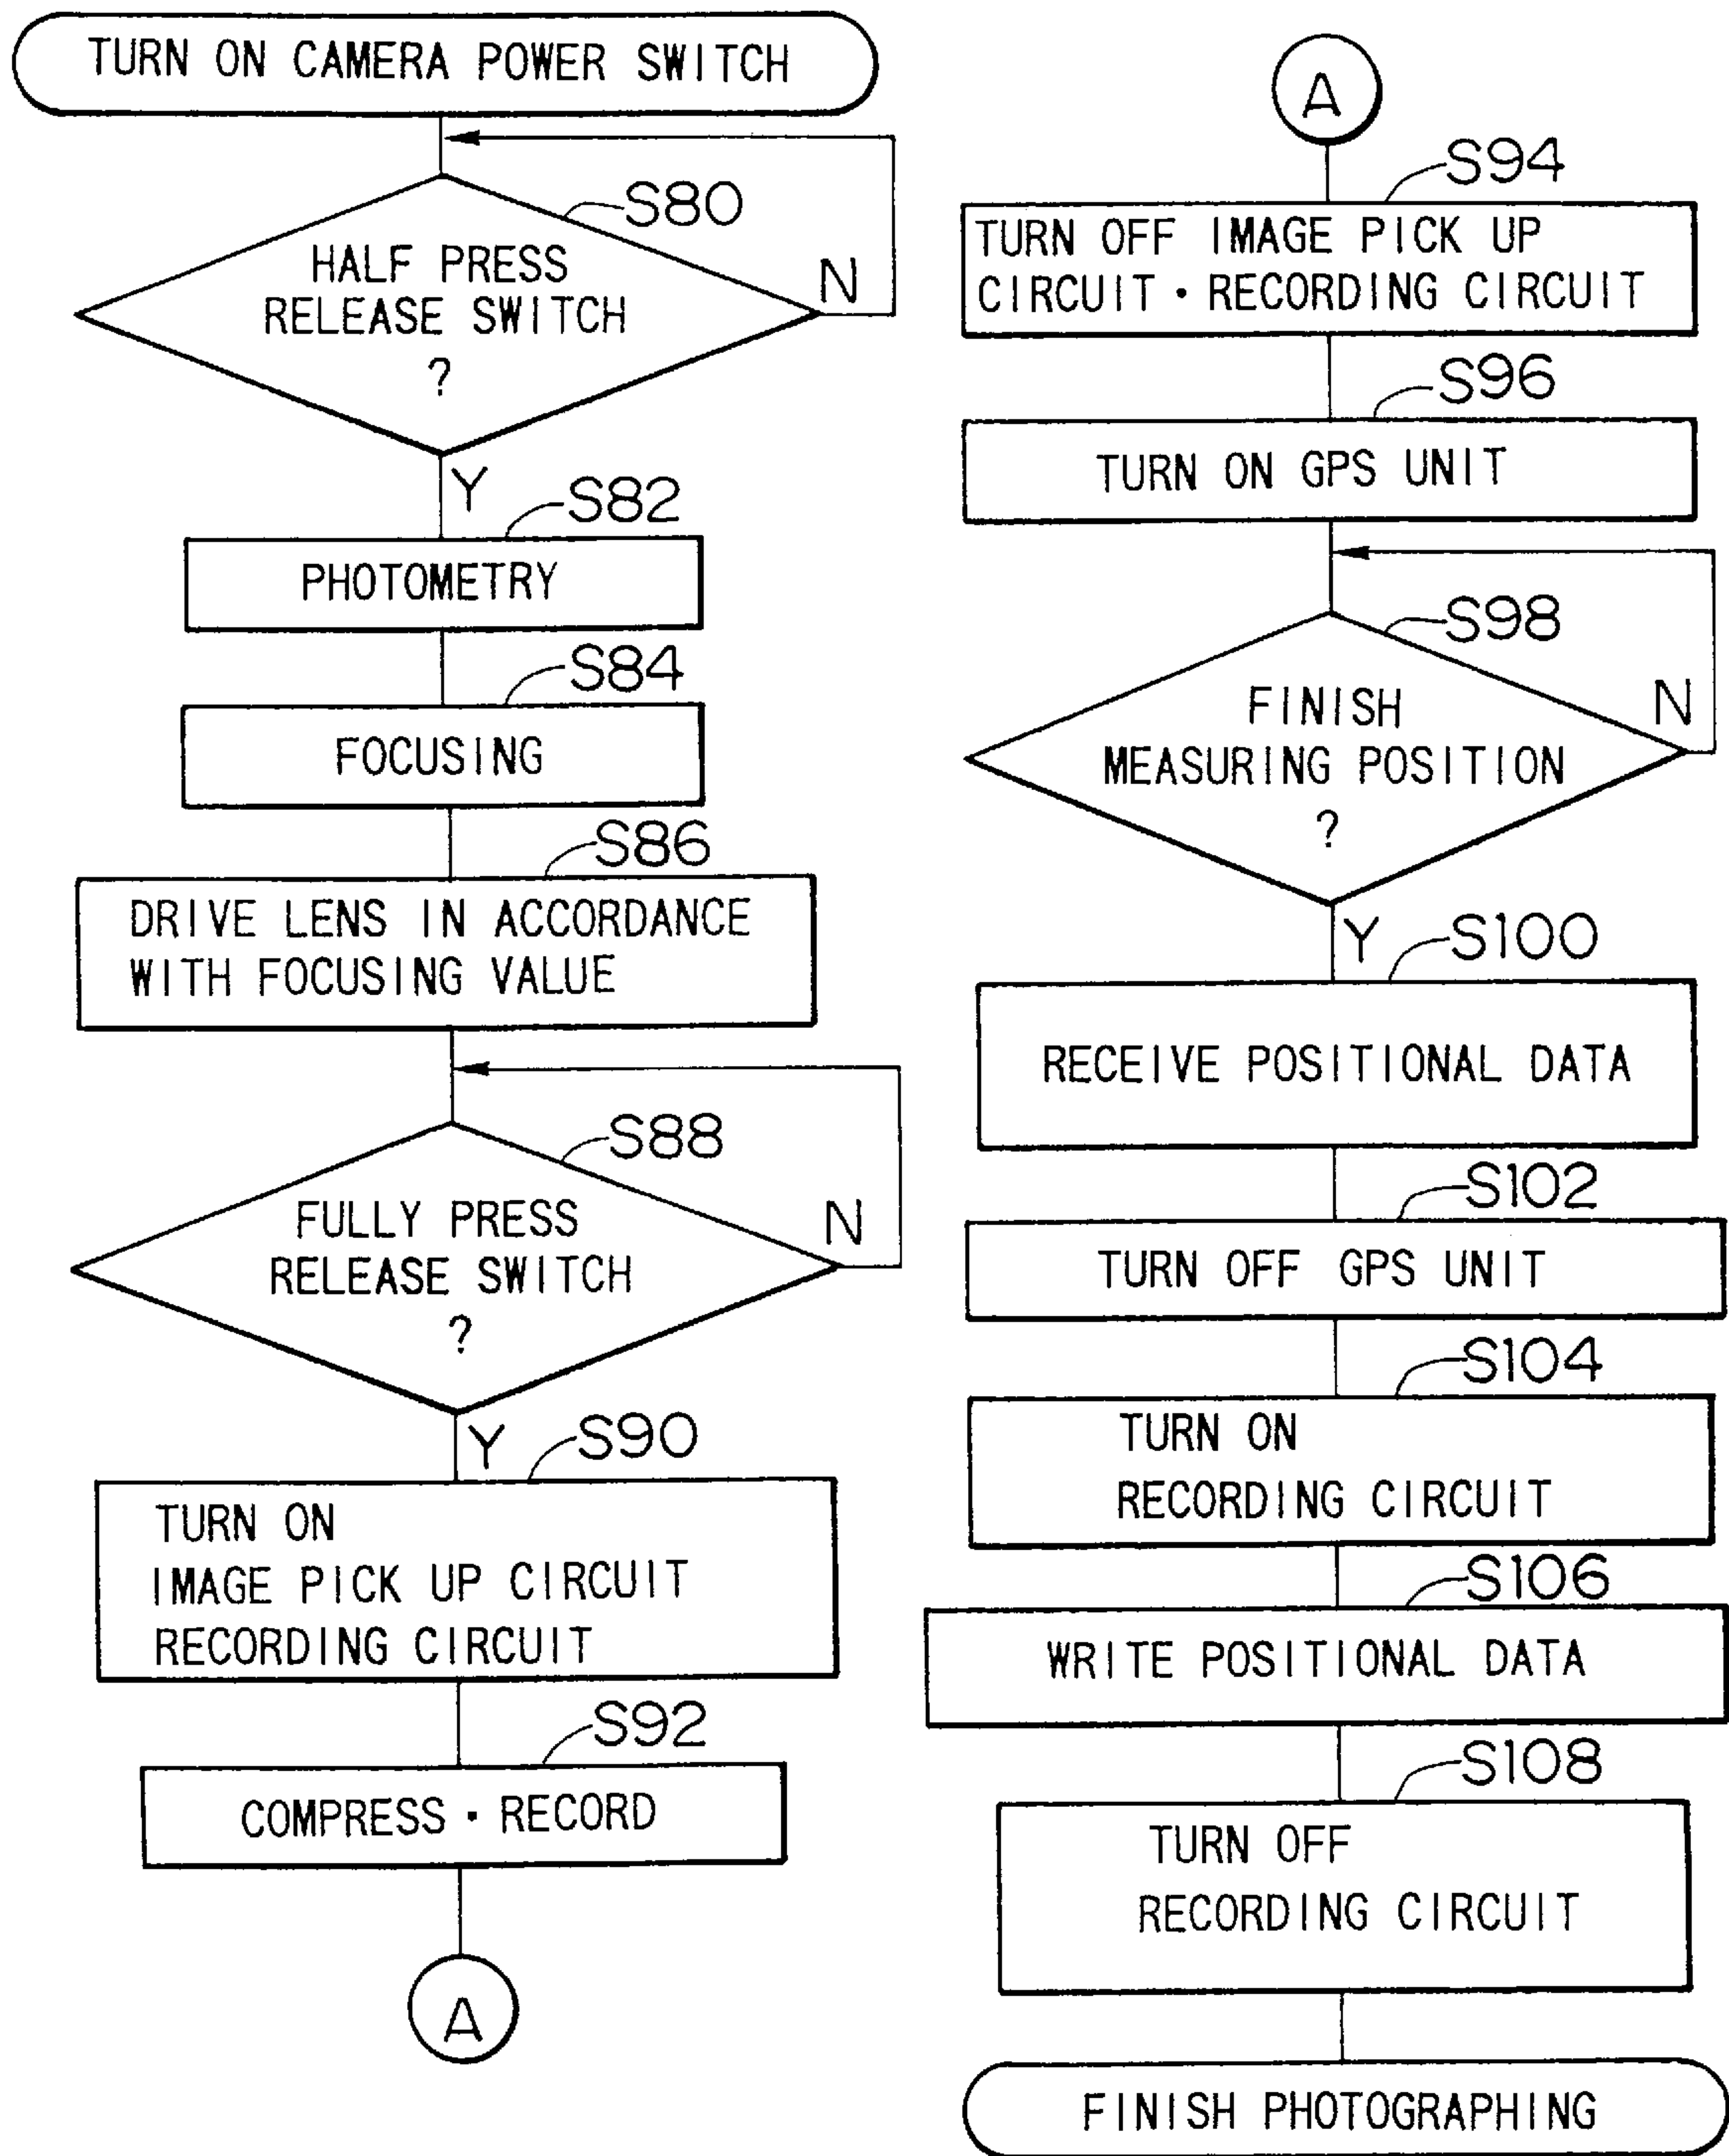 TURN ON CAMERA POWER SWITCH
S80
HALF PRESS
RELEASE SWITCH
?
N
Y
S82
PHOTOMETRY
S84
FOCUSING
S86
DRIVE LENS IN ACCORDANCE
WITH FOCUSING VALUE
S88
FULLY PRESS
RELEASE SWITCH
?
N
Y
S90
TURN ON
IMAGE PICK UP CIRCUIT
RECORDING CIRCUIT
S92
COMPRESS・RECORD
A
A
S94
TURN OFF IMAGE PICK UP
CIRCUIT・RECORDING CIRCUIT
S96
TURN ON GPS UNIT
S98
FINISH
MEASURING POSITION
?
N
Y
S100
RECEIVE POSITIONAL DATA
S102
TURN OFF GPS UNIT
S104
TURN ON
RECORDING CIRCUIT
S106
WRITE POSITIONAL DATA
S108
TURN OFF
RECORDING CIRCUIT
FINISH PHOTOGRAPHING